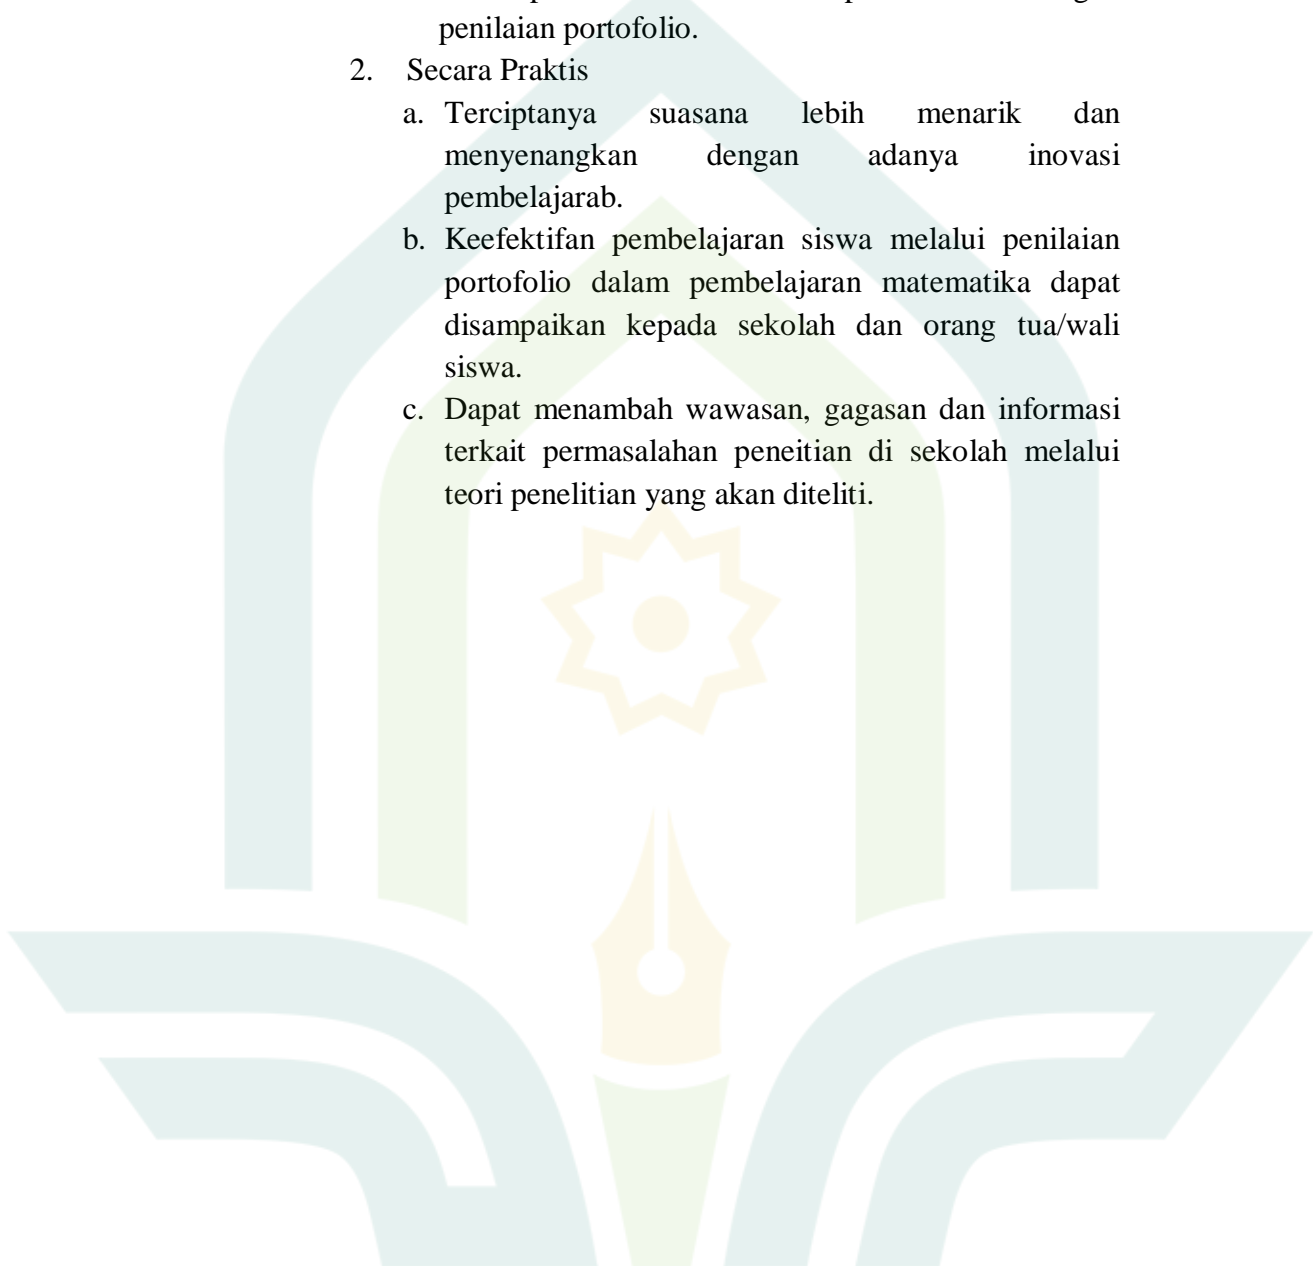 penilaian portofolio.
2. Secara Praktis
a. Terciptanya suasana lebih menarik dan
menyenangkan dengan adanya inovasi
pembelajarab.
b. Keefektifan pembelajaran siswa melalui penilaian
portofolio dalam pembelajaran matematika dapat
disampaikan kepada sekolah dan orang tua/wali
siswa.
c. Dapat menambah wawasan, gagasan dan informasi
terkait permasalahan peneitian di sekolah melalui
teori penelitian yang akan diteliti.